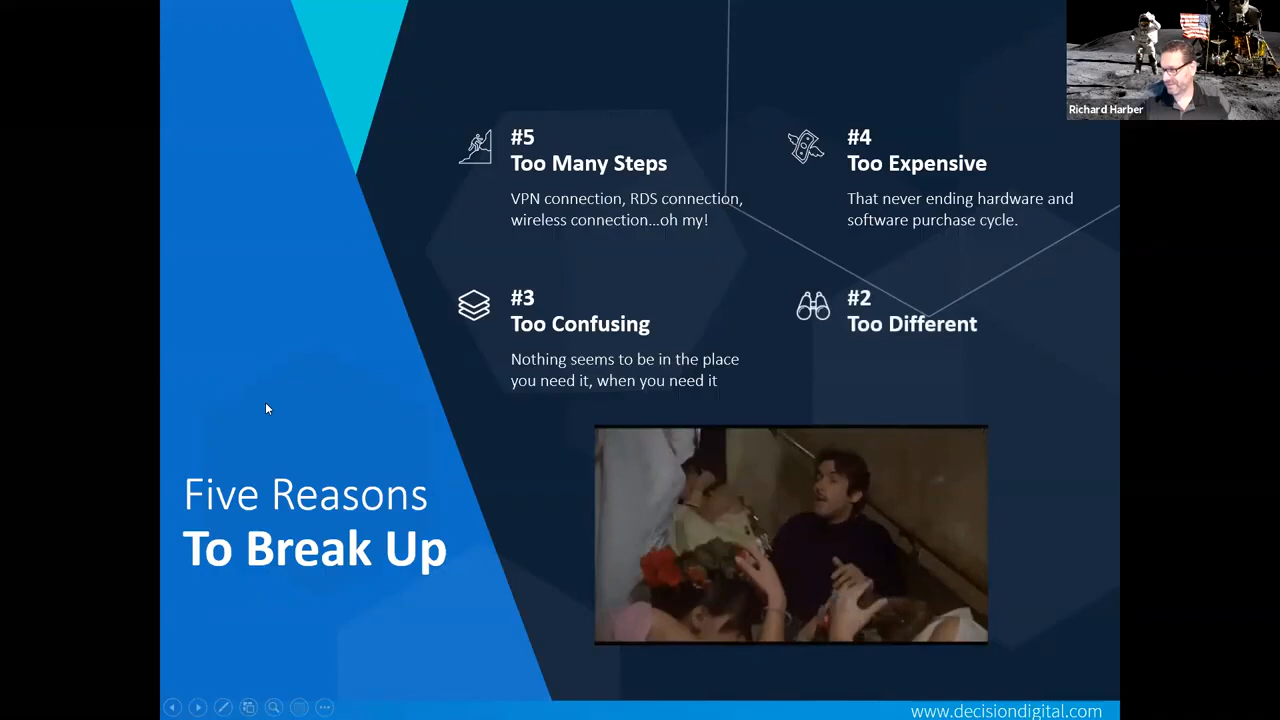 Richard Harber
#5
Too Many Steps
VPN connection, RDS connection,
wireless connection...oh my!
#4
Too Expensive
That never ending hardware and
software purchase cycle.
#3
Too Confusing
Nothing seems to be in the place
you need it, when you need it
#2
Too Different
Five Reasons
To Break Up
www.decisiondigital.com